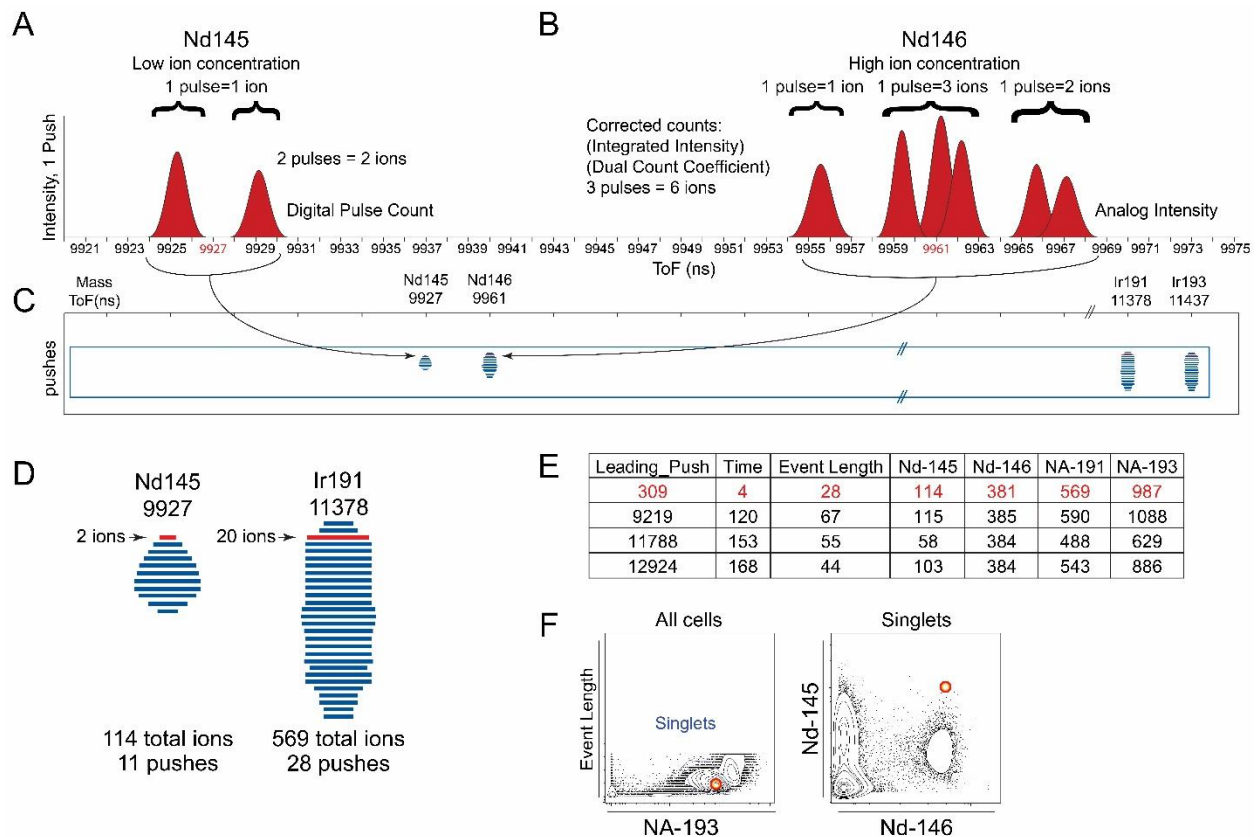 A
Nd145
Low ion concentration
1 pulse=1 ion
2 pulses = 2 ions
Digital Pulse Count
Intensity, 1 Push
B
Nd146
High ion concentration
1 pulse=1 ion 1 pulse=3 ions 1 pulse=2 ions
Corrected counts:
(Integrated Intensity)
(Dual Count Coefficient)
3 pulses = 6 ions
Analog Intensity
9921 9923 9925 9927 9929 9931 9933 9935 9937 9939 9941 9943 9945 9947 9949 9951 9953 9955 9957 9959 9961 9963 9965 9967 9969 9971 9973 9975
ToF (ns)
C
Mass
ToF(ns)
Nd145
9927
Nd146
9961
Ir191
11378
Ir193
11437
//
//
//
pushes
D
Nd145
9927
2 ions
114 total ions
11 pushes
Ir191
11378
20 ions
569 total ions
28 pushes
E
Leading_Push Time Event Length Nd-145 Nd-146 NA-191 NA-193
309 4 28 114 381 569 987
9219 120 67 115 385 590 1088
11788 153 55 58 384 488 629
12924 168 44 103 384 543 886
F
All cells
Event Length
Singlets
NA-193
Singlets
Nd-145
Nd-146